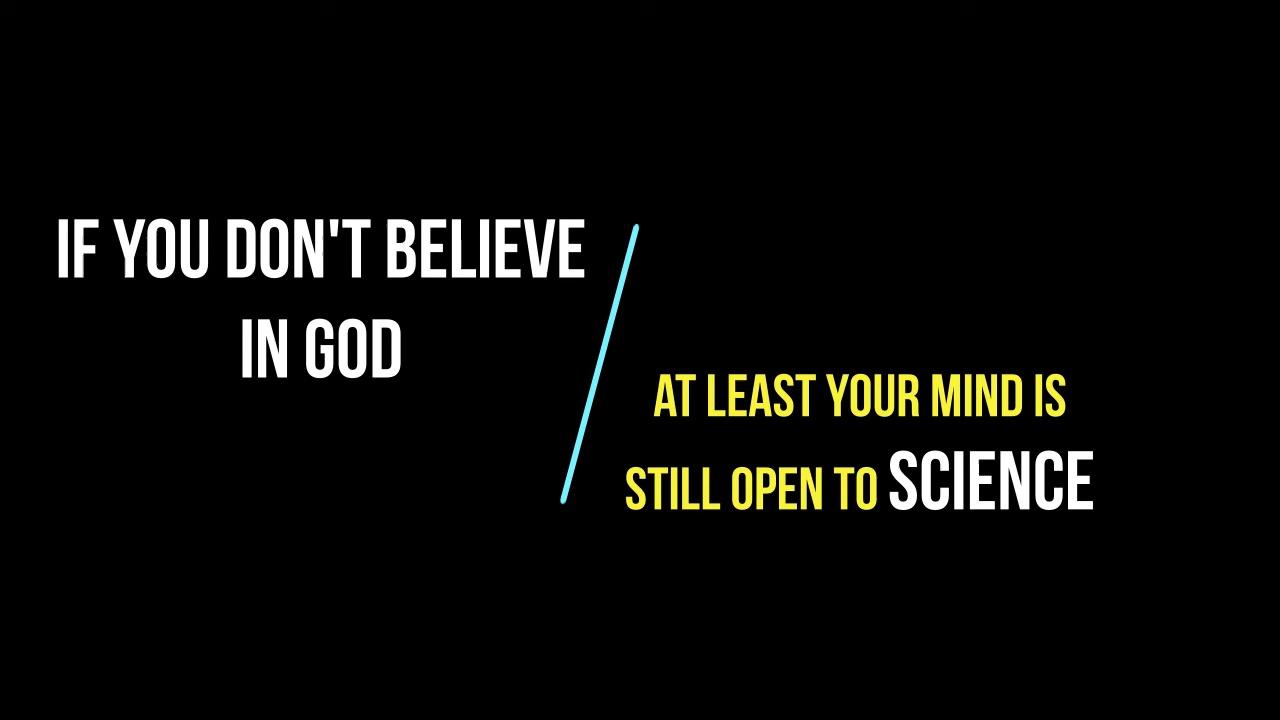 IF YOU DON'T BELIEVE
IN GOD
AT LEAST YOUR MIND IS
STILL OPEN TO SCIENCE